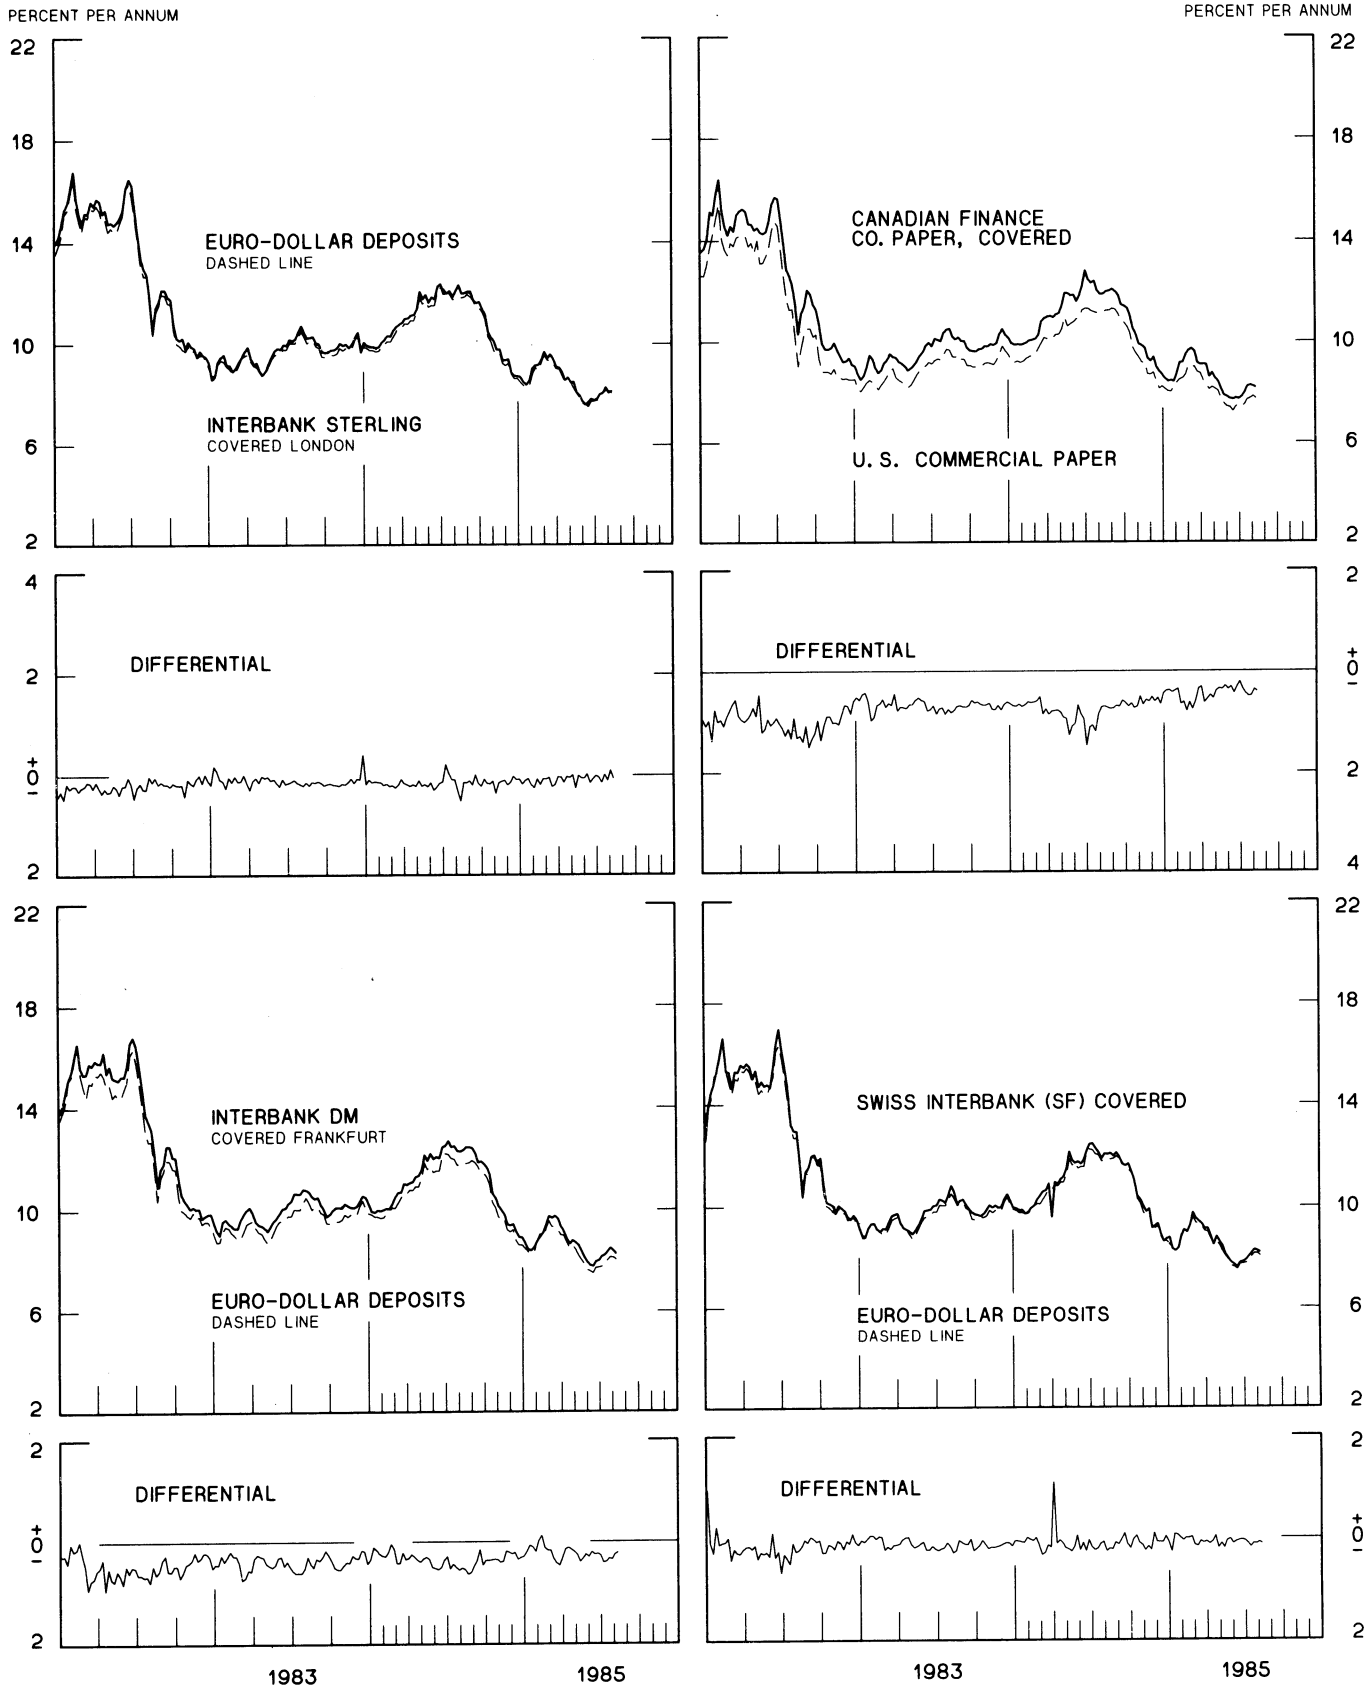 PERCENT PER ANNUM
PERCENT PER ANNUM
22
18
14
10
6
2
EURO-DOLLAR DEPOSITS
DASHED LINE
INTERBANK STERLING
COVERED LONDON
22
18
14
10
6
2
CANADIAN FINANCE
CO. PAPER, COVERED
U.S. COMMERCIAL PAPER
4
2
+
0
−
2
DIFFERENTIAL
2
+
0
−
2
4
DIFFERENTIAL
22
18
14
10
6
2
INTERBANK DM
COVERED FRANKFURT
EURO-DOLLAR DEPOSITS
DASHED LINE
22
18
14
10
6
2
SWISS INTERBANK (SF) COVERED
EURO-DOLLAR DEPOSITS
DASHED LINE
2
+
0
−
2
DIFFERENTIAL
2
+
0
−
2
DIFFERENTIAL
1983
1985
1983
1985